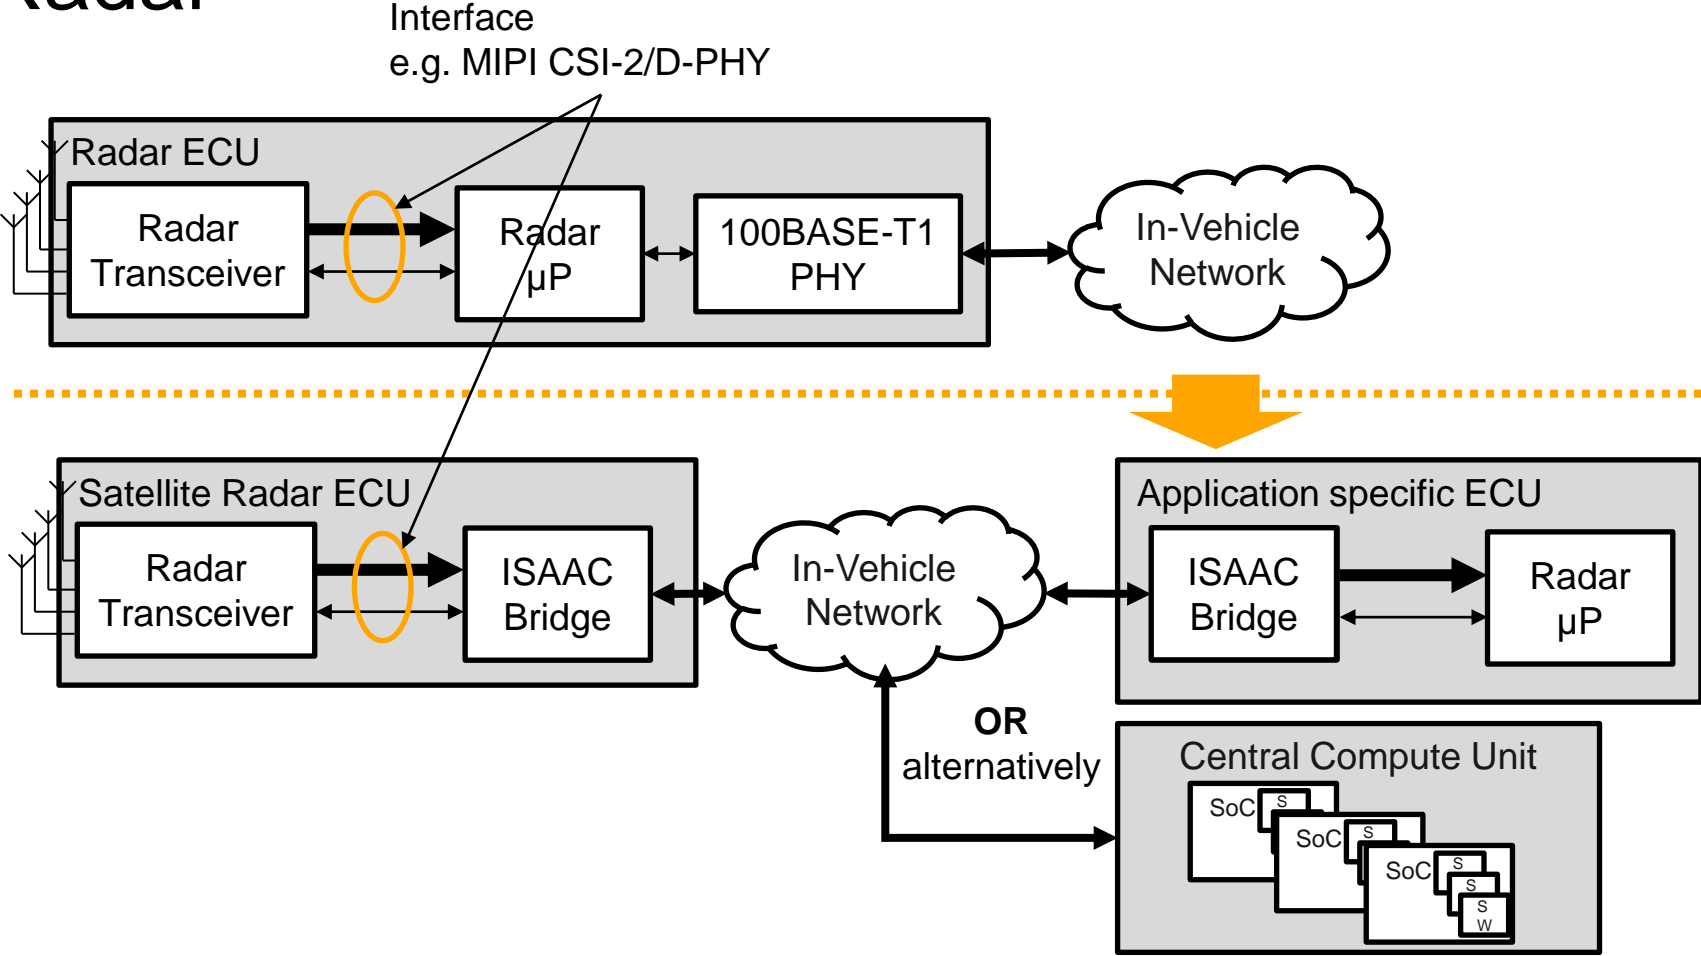 Radar
Interface
e.g. MIPI CSI-2/D-PHY
Radar ECU
Radar
Transceiver
Radar
µP
100BASE-T1
PHY
In-Vehicle
Network
Satellite Radar ECU
Radar
Transceiver
ISAAC
Bridge
In-Vehicle
Network
Application specific ECU
ISAAC
Bridge
Radar
µP
OR
alternatively
Central Compute Unit
SoC
S
SoC
S
SoC
S
S
S
W